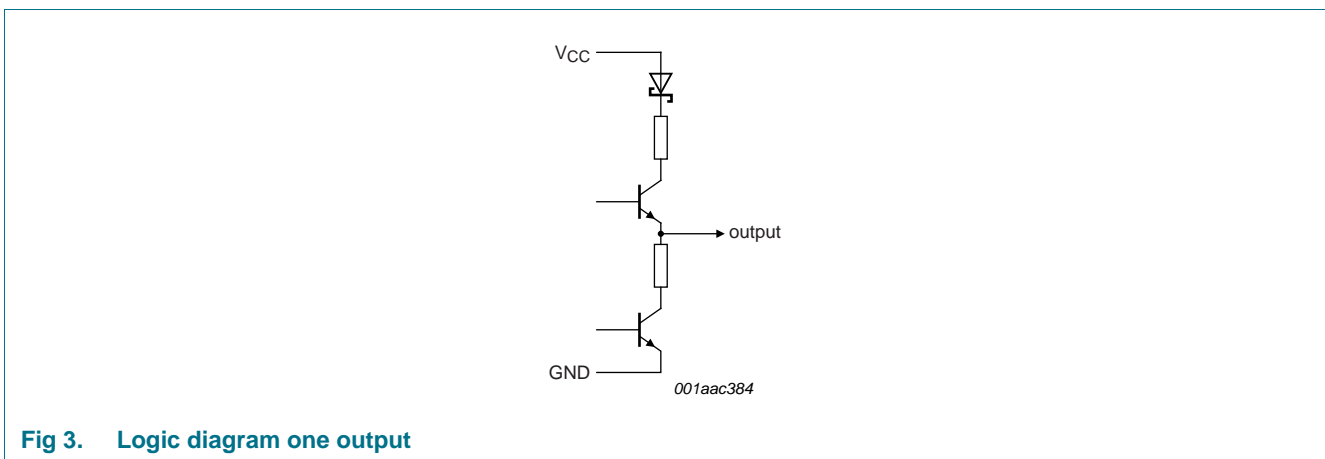 VCC
output
GND
001aac384
Fig 3. Logic diagram one output